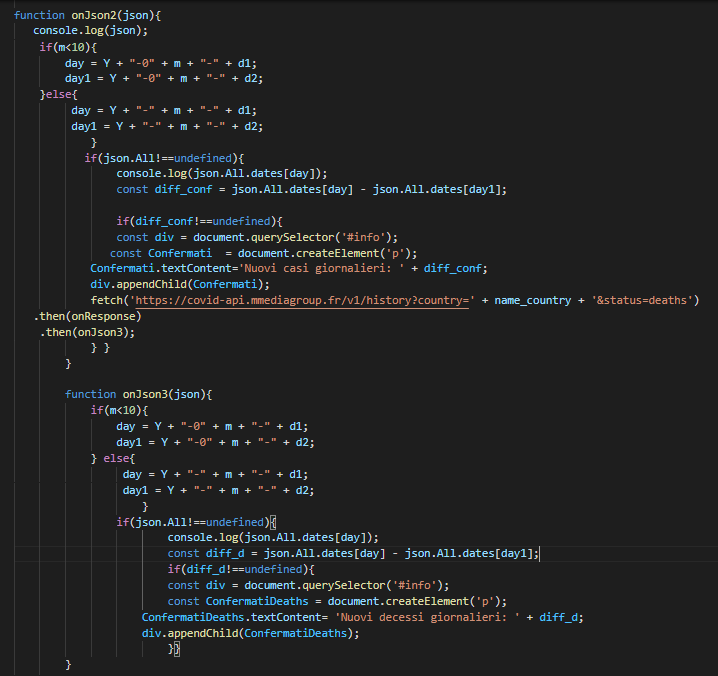 function onJson2(json){
console.log(json);
if(m<10){
day = Y + "-0" + m + "-" + d1;
day1 = Y + "-0" + m + "-" + d2;
}else{
day = Y + "-" + m + "-" + d1;
day1 = Y + "-" + m + "-" + d2;
}
if(json.All!==undefined){
console.log(json.All.dates[day]);
const diff_conf = json.All.dates[day] - json.All.dates[day1];
if(diff_conf!==undefined){
const div = document.querySelector('#info');
const Confermati  = document.createElement('p');
Confermati.textContent='Nuovi casi giornalieri: ' + diff_conf;
div.appendChild(Confermati);
fetch('https://covid-api.mmediagroup.fr/v1/history?country=' + name_country + '&status=deaths')
.then(onResponse)
.then(onJson3);
} }
}
function onJson3(json){
if(m<10){
day = Y + "-0" + m + "-" + d1;
day1 = Y + "-0" + m + "-" + d2;
} else{
day = Y + "-" + m + "-" + d1;
day1 = Y + "-" + m + "-" + d2;
}
if(json.All!==undefined){
console.log(json.All.dates[day]);
const diff_d = json.All.dates[day] - json.All.dates[day1];
if(diff_d!==undefined){
const div = document.querySelector('#info');
const ConfermatiDeaths = document.createElement('p');
ConfermatiDeaths.textContent= 'Nuovi decessi giornalieri: ' + diff_d;
div.appendChild(ConfermatiDeaths);
}}
}